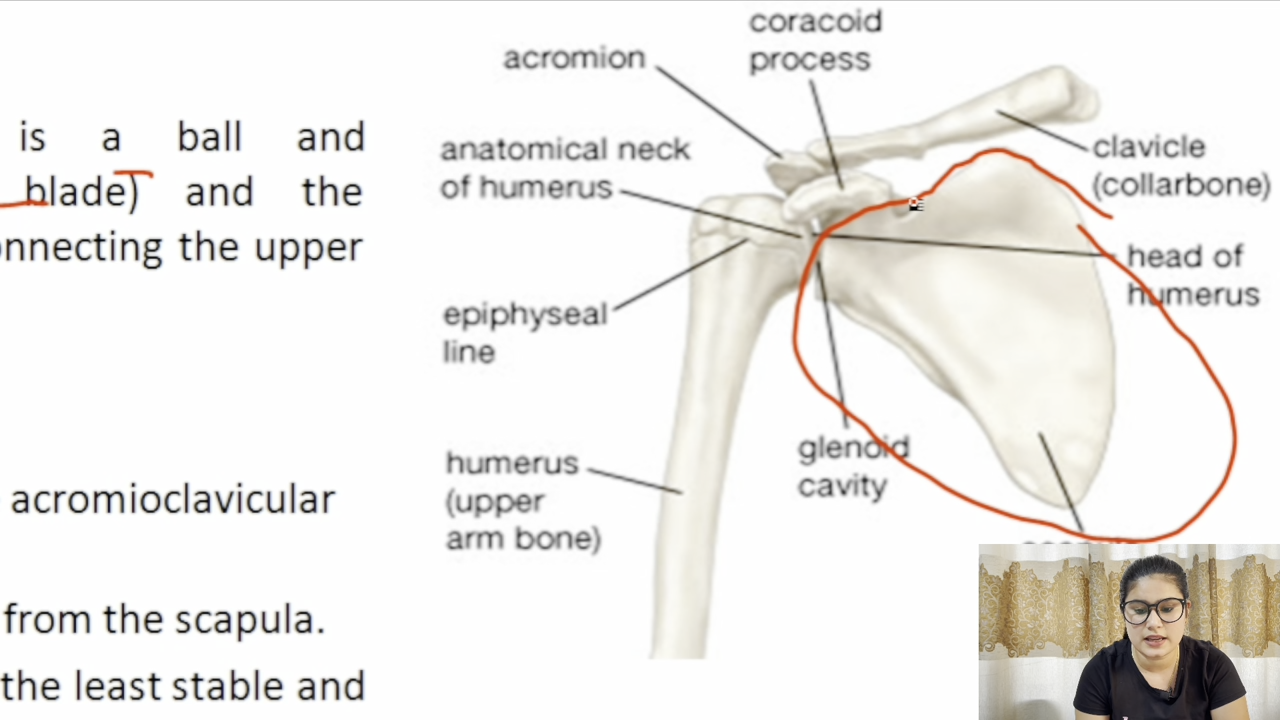 is a ball and
blade) and the
onnecting the upper
acromioclavicular
from the scapula.
the least stable and
coracoid
process
acromion
anatomical neck
of humerus
clavicle
(collarbone)
head of
humerus
epiphyseal
line
glenoid
cavity
humerus
(upper
arm bone)